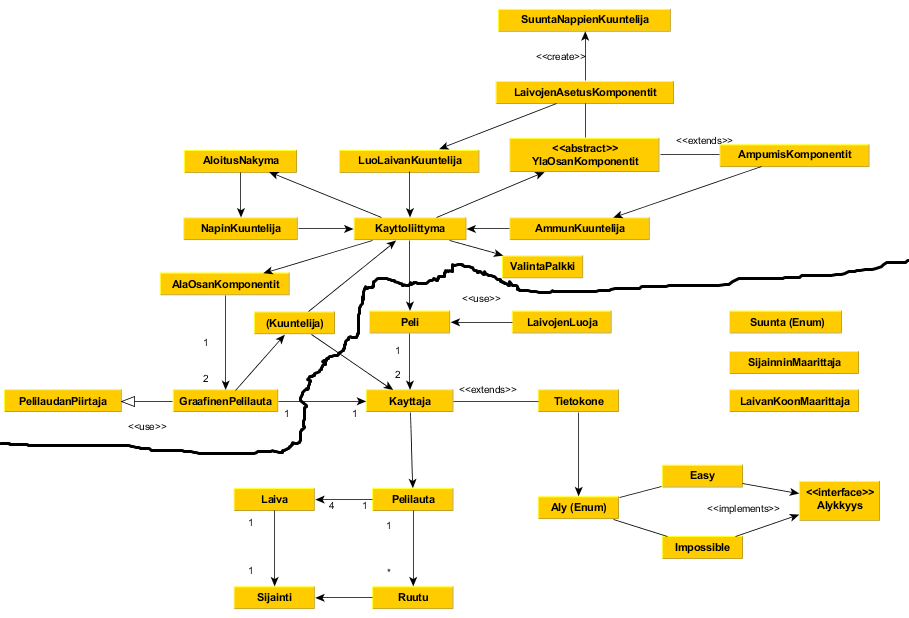 SuuntaNappienKuuntelija
<<create>>
LaivojenAsetusKomponentit
AloitusNakyma
LuoLaivanKuuntelija
<<abstract>>
YlaOsanKomponentit
<<extends>>
AmpumisKomponentit
NapinKuuntelija
Kayttoliittyma
AmmunKuuntelija
ValintaPalkki
AlaOsanKomponentit
<<use>>
(Kuuntelija)
Peli
LaivojenLuoja
Suunta (Enum)
1
1
SijainninMaarittaja
2
2
<<extends>>
PelilaudanPiirtaja
GraafinenPelilauta
1
1
Kayttaja
Tietokone
LaivanKoonMaarittaja
<<use>>
Easy
Laiva
4
1
Pelilauta
Aly (Enum)
<<implements>>
<<interface>>
Alykkyys
1
1
Impossible
1
*
Sijainti
Ruutu